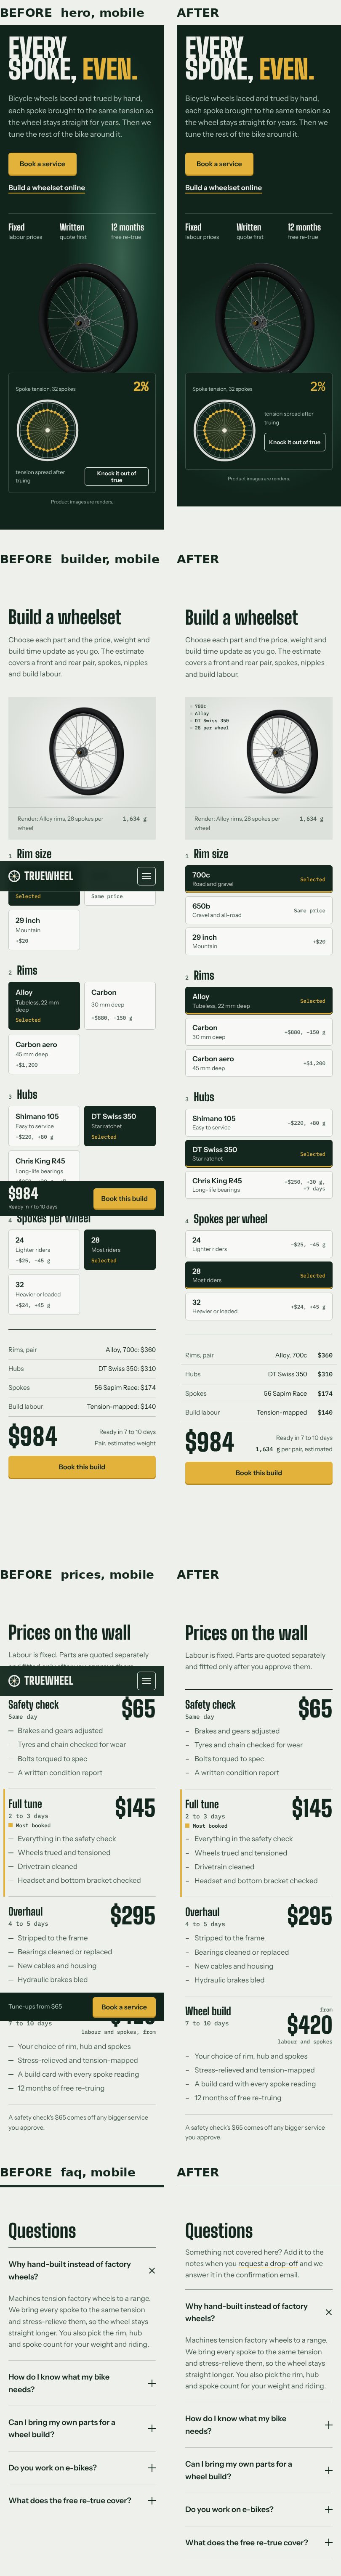 BEFORE hero, mobile
EVERY
SPOKE, EVEN.
Bicycle wheels laced and trued by hand,
each spoke brought to the same tension so
the wheel stays straight for years. Then we
tune the rest of the bike around it.
Book a service
Build a wheelset online
Fixed
labour prices
Written
quote first
12 months
free re-true
Spoke tension, 32 spokes
2%
tension spread after
truing
Knock it out of
true
Product images are renders.
AFTER
EVERY
SPOKE, EVEN.
Bicycle wheels laced and trued by hand,
each spoke brought to the same tension so
the wheel stays straight for years. Then we
tune the rest of the bike around it.
Book a service
Build a wheelset online
Fixed
labour prices
Written
quote first
12 months
free re-true
Spoke tension, 32 spokes
2%
tension spread after
truing
Knock it out of true
Product images are renders.
BEFORE builder, mobile
Build a wheelset
Choose each part and the price, weight and
build time update as you go. The estimate
covers a front and rear pair, spokes, nipples
and build labour.
Render: Alloy rims, 28 spokes per
wheel
1,634 g
1 Rim size
TRUEWHEEL
Selected
Same price
29 inch
Mountain
+$20
2 Rims
Alloy
Tubeless, 22 mm
deep
Selected
Carbon
30 mm deep
+$880, −150 g
Carbon aero
45 mm deep
+$1,200
3 Hubs
Shimano 105
Easy to service
−$220, +80 g
DT Swiss 350
Star ratchet
Selected
Chris King R45
Long-life bearings
$984
Ready in 7 to 10 days
Book this build
4 Spokes per wheel
24
Lighter riders
−$25, −45 g
28
Most riders
Selected
32
Heavier or loaded
+$24, +45 g
Rims, pair
Alloy, 700c: $360
Hubs
DT Swiss 350: $310
Spokes
56 Sapim Race: $174
Build labour
Tension-mapped: $140
$984
Ready in 7 to 10 days
Pair, estimated weight
Book this build
AFTER
Build a wheelset
Choose each part and the price, weight and
build time update as you go. The estimate
covers a front and rear pair, spokes, nipples
and build labour.
700c
Alloy
DT Swiss 350
28 per wheel
Render: Alloy rims, 28 spokes per
wheel
1,634 g
1 Rim size
700c
Road and gravel
Selected
650b
Gravel and all-road
Same price
29 inch
Mountain
+$20
2 Rims
Alloy
Tubeless, 22 mm deep
Selected
Carbon
30 mm deep
+$880, −150 g
Carbon aero
45 mm deep
+$1,200
3 Hubs
Shimano 105
Easy to service
−$220, +80 g
DT Swiss 350
Star ratchet
Selected
Chris King R45
Long-life bearings
+$250, +30 g,
+7 days
4 Spokes per wheel
24
Lighter riders
−$25, −45 g
28
Most riders
Selected
32
Heavier or loaded
+$24, +45 g
Rims, pair
Alloy, 700c $360
Hubs
DT Swiss 350 $310
Spokes
56 Sapim Race $174
Build labour
Tension-mapped $140
$984
Ready in 7 to 10 days
1,634 g per pair, estimated
Book this build
BEFORE prices, mobile
Prices on the wall
Labour is fixed. Parts are quoted separately
TRUEWHEEL
Safety check
Same day
$65
— Brakes and gears adjusted
— Tyres and chain checked for wear
— Bolts torqued to spec
— A written condition report
Full tune
2 to 3 days
Most booked
$145
— Everything in the safety check
— Wheels trued and tensioned
— Drivetrain cleaned
— Headset and bottom bracket checked
Overhaul
4 to 5 days
$295
— Stripped to the frame
— Bearings cleaned or replaced
— New cables and housing
— Hydraulic brakes bled
Tune-ups from $65
Book a service
7 to 10 days
$420
labour and spokes, from
— Your choice of rim, hub and spokes
— Stress-relieved and tension-mapped
— A build card with every spoke reading
— 12 months of free re-truing
A safety check's $65 comes off any bigger service
you approve.
AFTER
Prices on the wall
Labour is fixed. Parts are quoted separately
and fitted only after you approve them.
Safety check
Same day
$65
– Brakes and gears adjusted
– Tyres and chain checked for wear
– Bolts torqued to spec
– A written condition report
Full tune
2 to 3 days
Most booked
$145
– Everything in the safety check
– Wheels trued and tensioned
– Drivetrain cleaned
– Headset and bottom bracket checked
Overhaul
4 to 5 days
$295
– Stripped to the frame
– Bearings cleaned or replaced
– New cables and housing
– Hydraulic brakes bled
Wheel build
7 to 10 days
from
$420
labour and spokes
– Your choice of rim, hub and spokes
– Stress-relieved and tension-mapped
– A build card with every spoke reading
– 12 months of free re-truing
A safety check's $65 comes off any bigger service
you approve.
BEFORE faq, mobile
Questions
Why hand-built instead of factory
wheels?
Machines tension factory wheels to a range.
We bring every spoke to the same tension
and stress-relieve them, so the wheel stays
straight longer. You also pick the rim, hub
and spoke count for your weight and riding.
How do I know what my bike
needs?
Can I bring my own parts for a
wheel build?
Do you work on e-bikes?
What does the free re-true cover?
AFTER
Questions
Something not covered here? Add it to the
notes when you request a drop-off and we
answer it in the confirmation email.
Why hand-built instead of factory
wheels?
Machines tension factory wheels to a range.
We bring every spoke to the same tension
and stress-relieve them, so the wheel stays
straight longer. You also pick the rim, hub
and spoke count for your weight and riding.
How do I know what my bike
needs?
Can I bring my own parts for a
wheel build?
Do you work on e-bikes?
What does the free re-true cover?